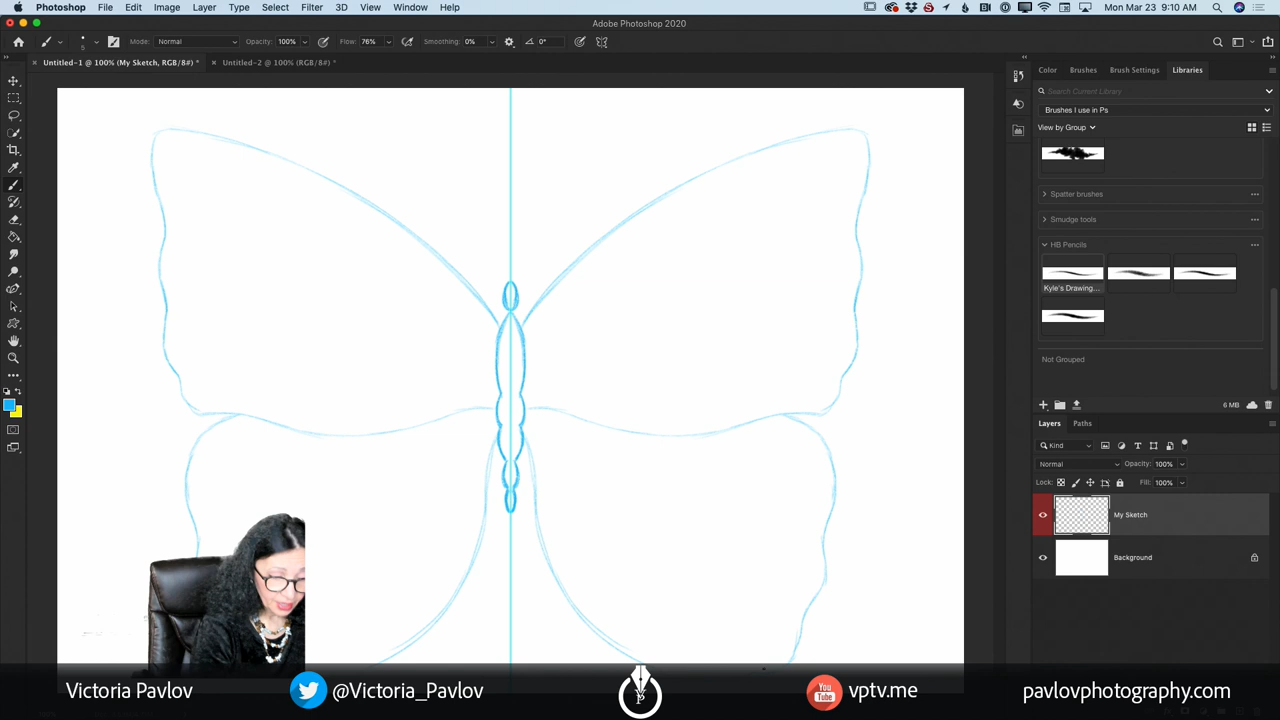 Photoshop File Edit Image Layer Type Select Filter 3D View Window Help Mon Mar 23 9:10 AM
Adobe Photoshop 2020
Mode: Normal Opacity: 100% Flow: 76% Smoothing: 0% 0°
5
Untitled-1 @ 100% (My Sketch, RGB/8#) * Untitled-2 @ 100% (RGB/8#) *
Color Brushes Brush Settings Libraries
Search Current Library
Brushes I use in Ps
View by Group
Spatter brushes
Smudge tools
HB Pencils
Kyle's Drawing...
Not Grouped
6 MB
Layers Paths
Kind
Normal Opacity: 100%
Lock: Fill: 100%
My Sketch
Background
Victoria Pavlov @Victoria_Pavlov P You Tube vptv.me pavlovphotography.com